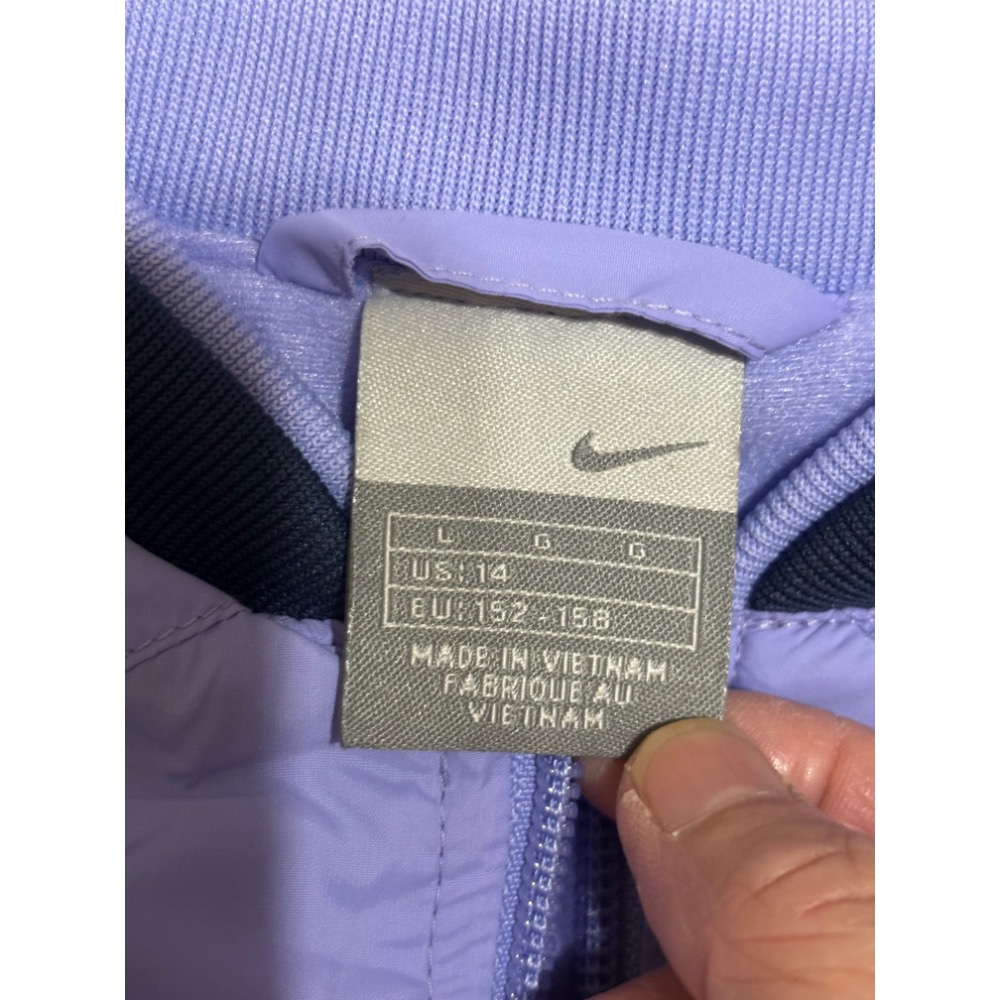 L G G
US: 14
EU: 152 - 158
MADE IN VIETNAM
FABRIQUE AU
VIETNAM